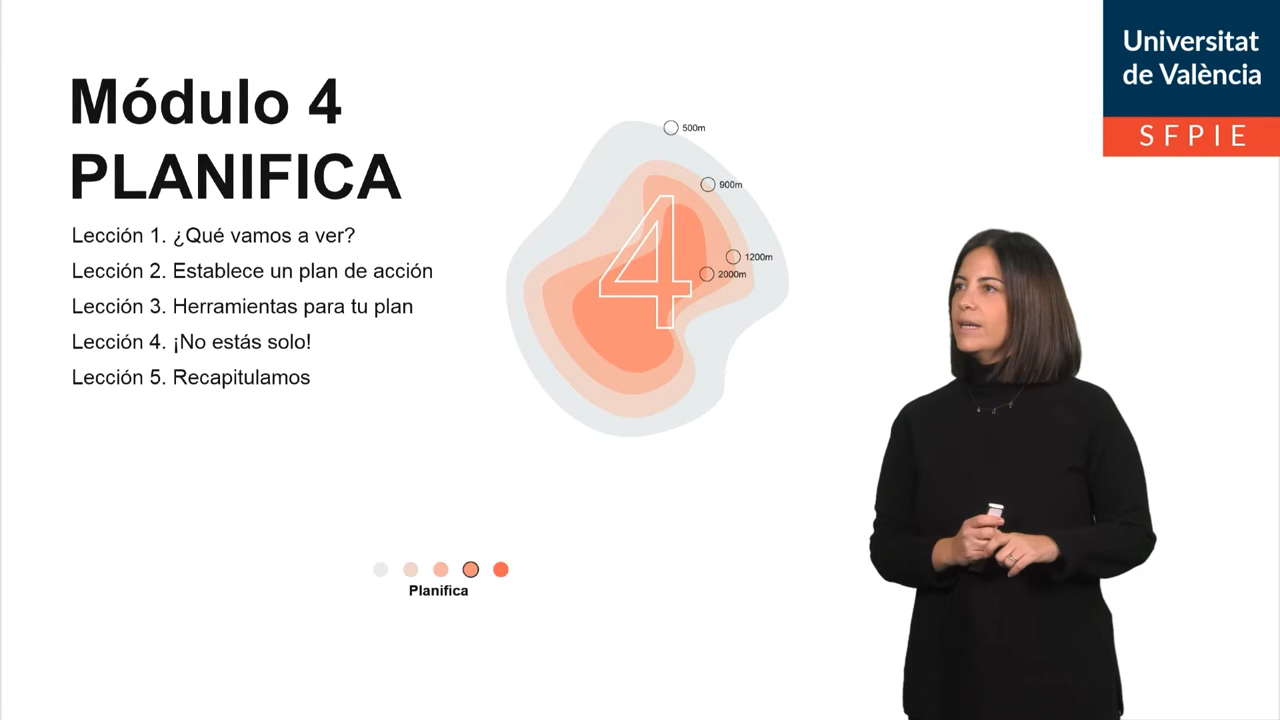 Módulo 4
PLANIFICA
Lección 1. ¿Qué vamos a ver?
Lección 2. Establece un plan de acción
Lección 3. Herramientas para tu plan
Lección 4. ¡No estás solo!
Lección 5. Recapitulamos
500m
900m
4
1200m
2000m
Planifica
Universitat
de València
SFPIE